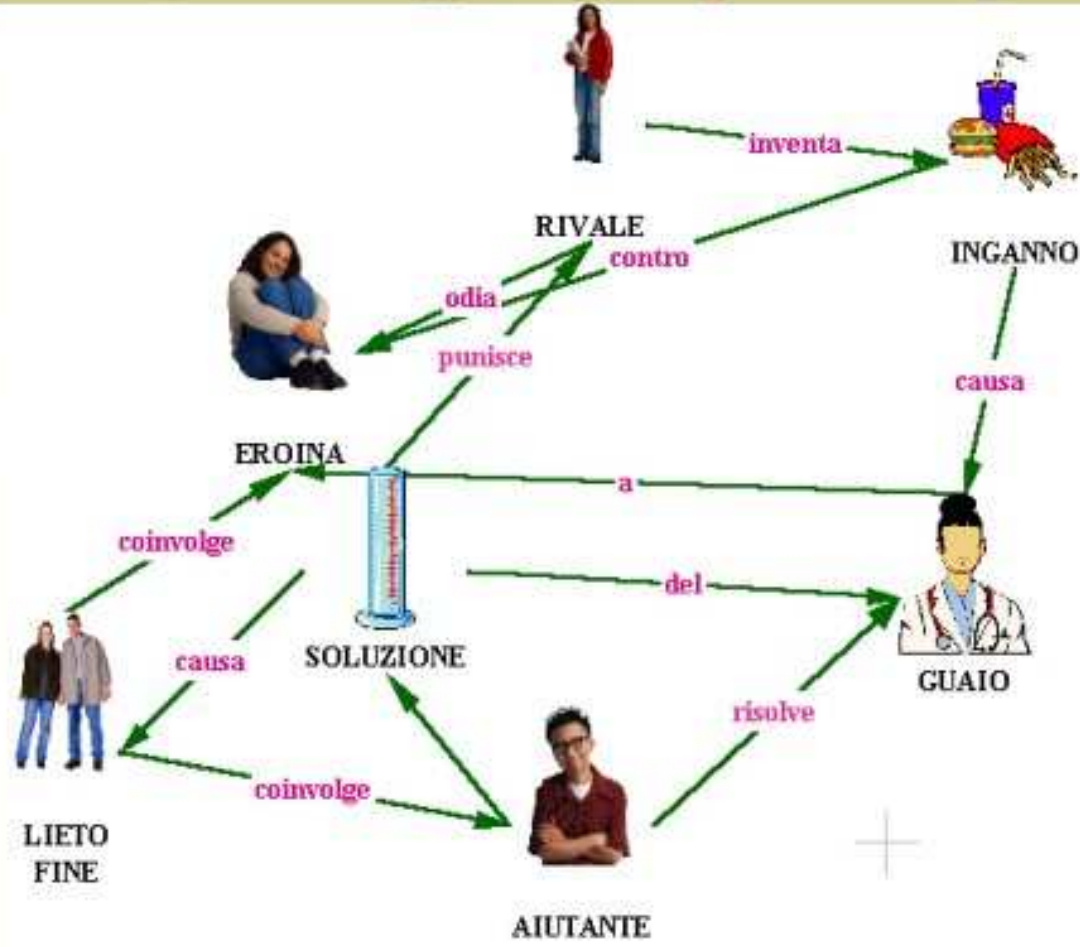 inventa
RIVALE
contro
INGANNO
odia
punisce
causa
EROINA
a
coinvolge
del
causa
SOLUZIONE
GUAIO
risolve
coinvolge
LIETO
FINE
AIUTANTE